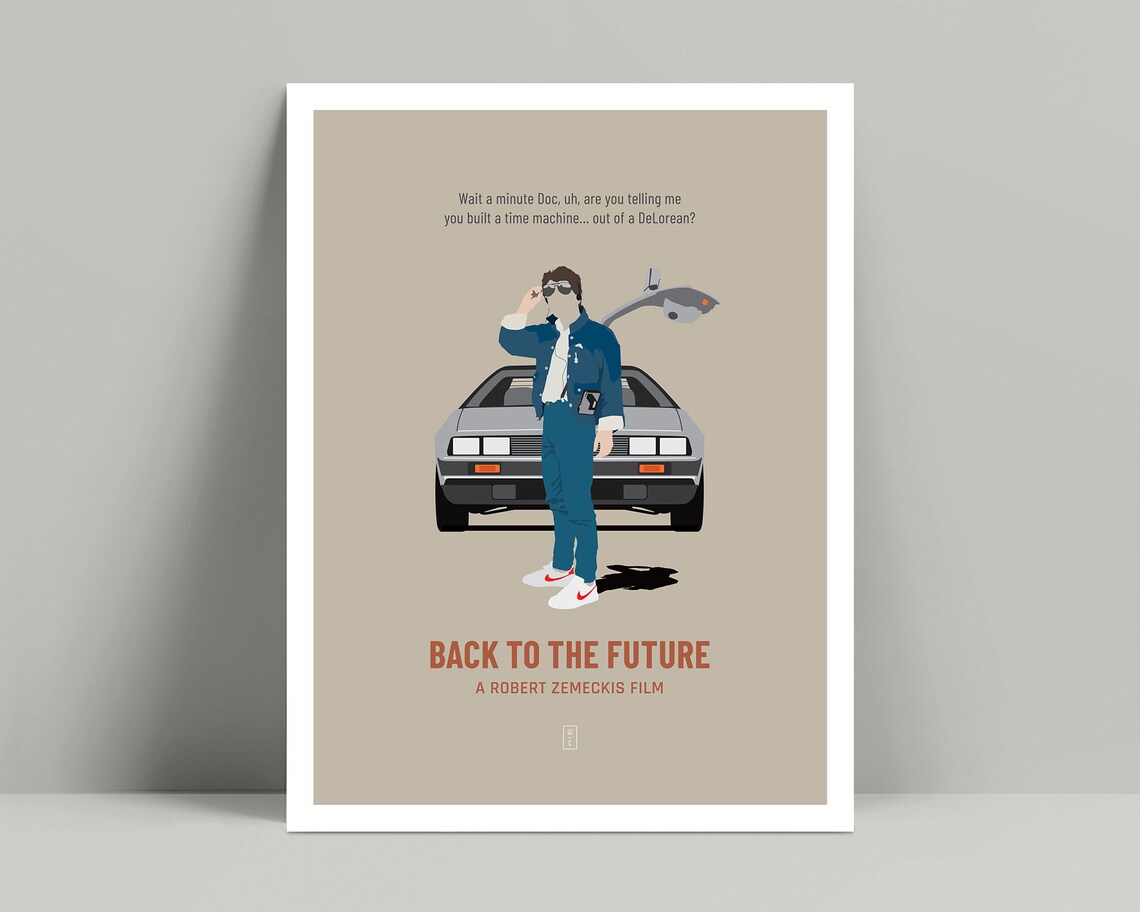 Wait a minute Doc, uh, are you telling me
you built a time machine... out of a DeLorean?
BACK TO THE FUTURE
A ROBERT ZEMECKIS FILM